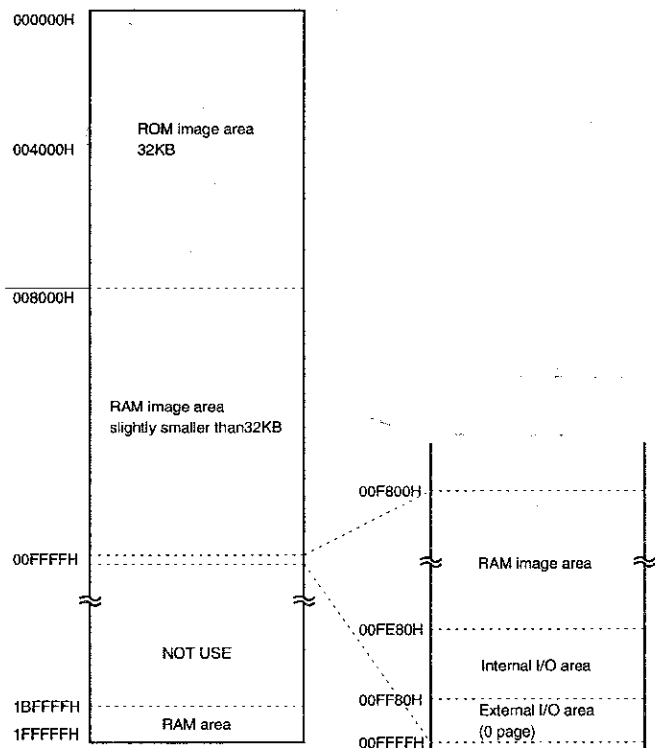 000000H
ROM image area
32KB
004000H
008000H
RAM image area
slightly smaller than32KB
00FFFFH
NOT USE
1BFFFFH
RAM area
1FFFFFH
00F800H
RAM image area
00FE80H
Internal I/O area
00FF80H
External I/O area
(0 page)
00FFFFH